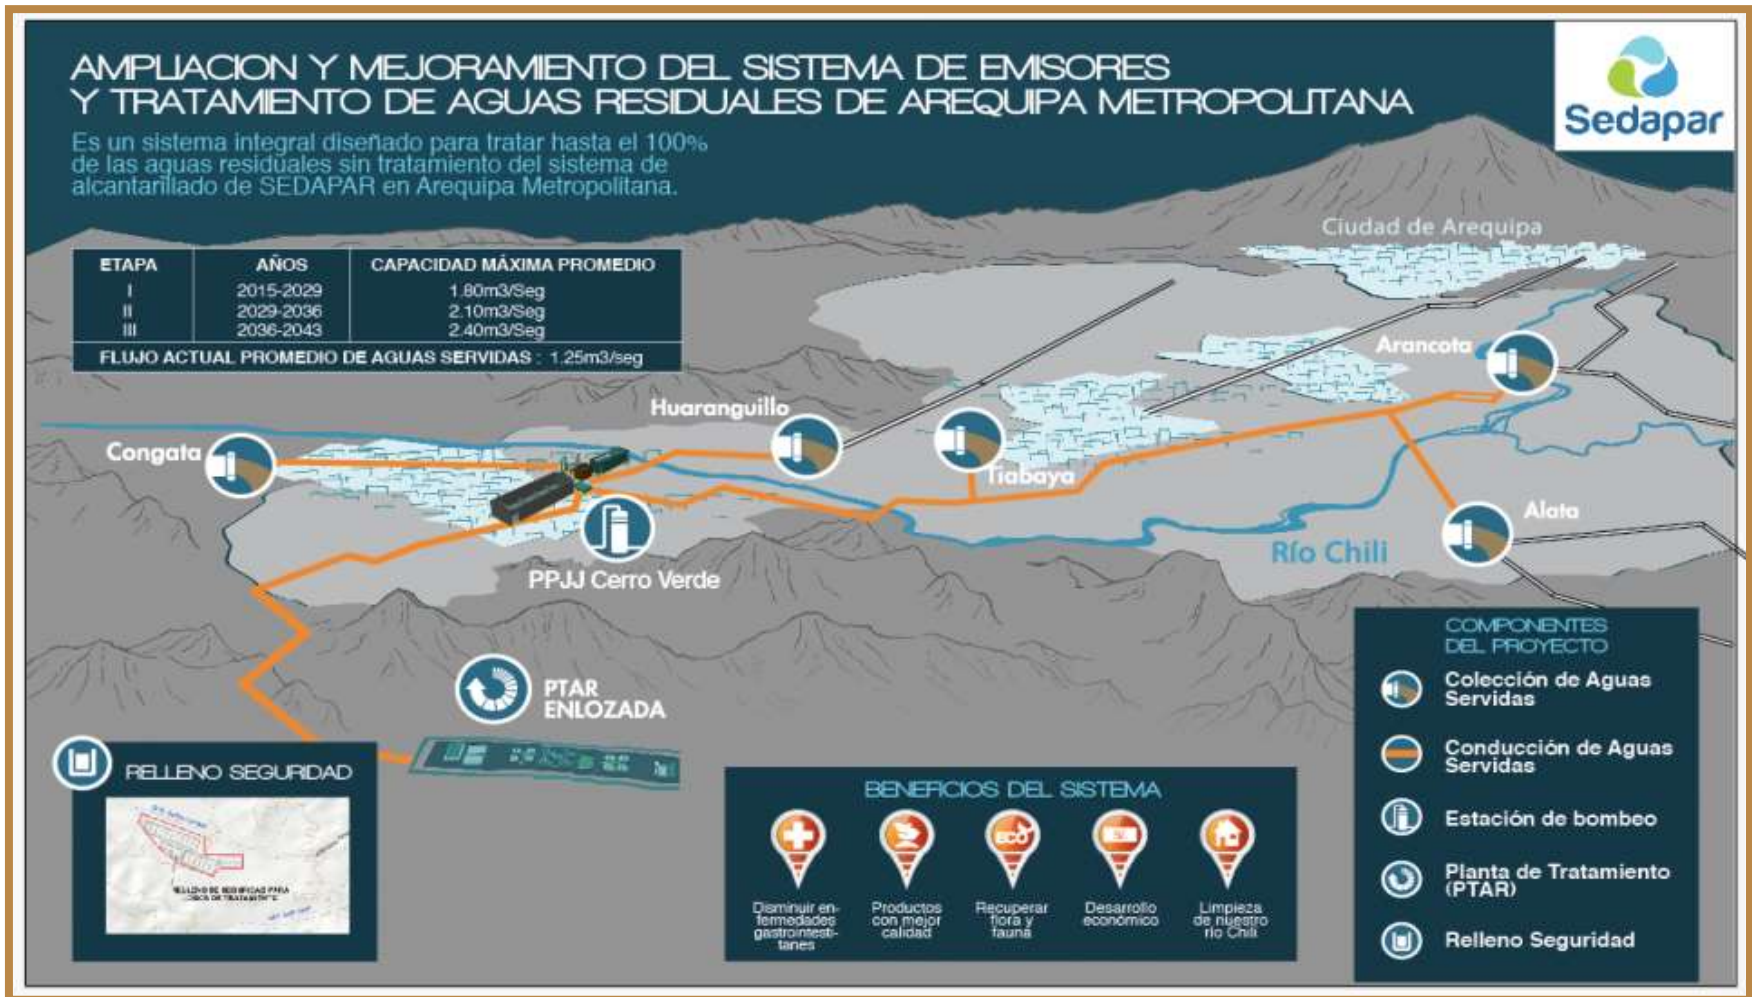 AMPLIACION Y MEJORAMIENTO DEL SISTEMA DE EMISORES
Y TRATAMIENTO DE AGUAS RESIDUALES DE AREQUIPA METROPOLITANA
Sedapar
Es un sistema integral diseñado para tratar hasta el 100%
de las aguas residuales sin tratamiento del sistema de
alcantarillado de SEDAPAR en Arequipa Metropolitana.
ETAPA AÑOS CAPACIDAD MÁXIMA PROMEDIO
I 2015-2029 1.80m3/Seg
II 2029-2036 2.10m3/Seg
III 2036-2043 2.40m3/Seg
FLUJO ACTUAL PROMEDIO DE AGUAS SERVIDAS : 1.25m3/seg
Ciudad de Arequipa
Arancota
Huaranguillo
Congata
Tiabaya
Alata
Río Chili
PPJJ Cerro Verde
PTAR
ENLOZADA
RELLENO SEGURIDAD
RELLENO DE SEGURIDAD PARA
BENEFICIOS DEL SISTEMA
ECO
Disminuir en-
fermedades
gastrointesti-
tanes
Productos
con mejor
calidad
Recuperar
flora y
fauna
Desarrollo
económico
Limpieza
de nuestro
río Chili
COMPONENTES
DEL PROYECTO
Colección de Aguas
Servidas
Conducción de Aguas
Servidas
Estación de bombeo
Planta de Tratamiento
(PTAR)
Relleno Seguridad